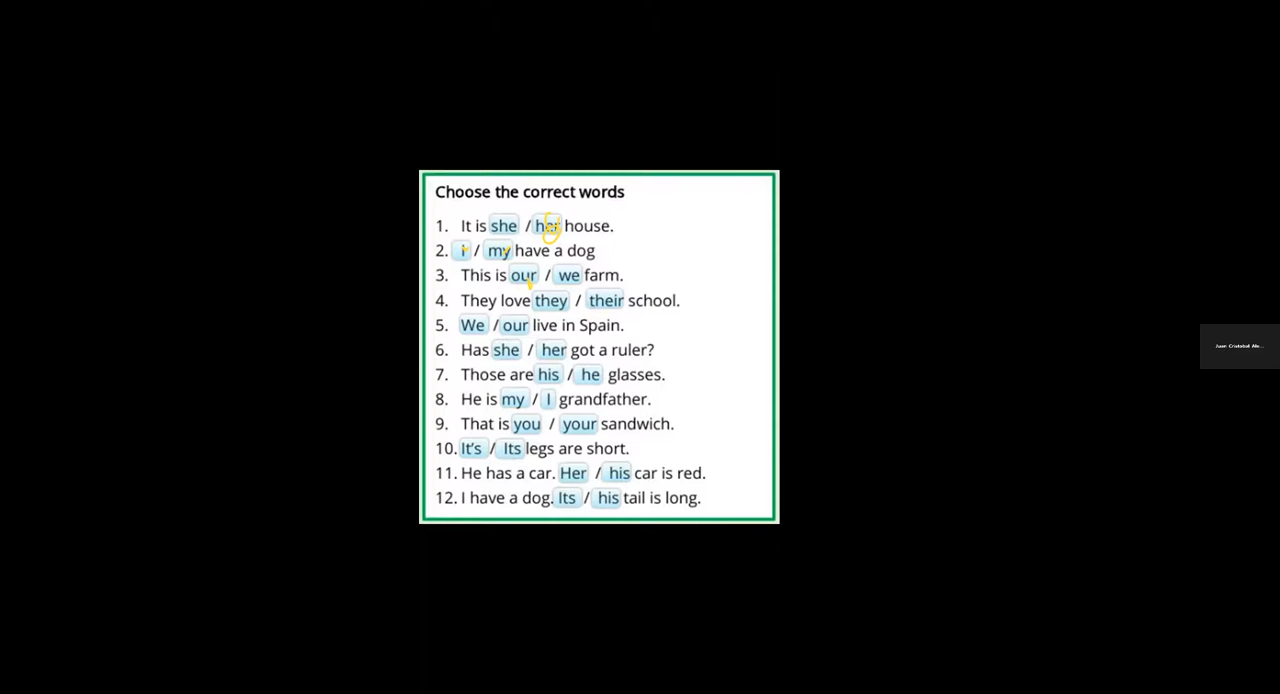 Choose the correct words
1. It is she / her house.
2. i / my have a dog
3. This is our / we farm.
4. They love they / their school.
5. We / our live in Spain.
6. Has she / her got a ruler?
7. Those are his / he glasses.
8. He is my / I grandfather.
9. That is you / your sandwich.
10. It's / Its legs are short.
11. He has a car. Her / his car is red.
12. I have a dog. Its / his tail is long.
Juan Cristobal